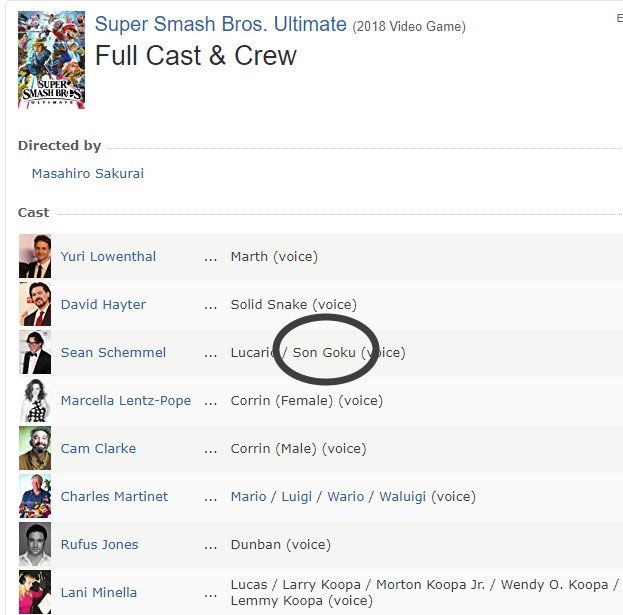 Super Smash Bros. Ultimate (2018 Video Game)
E
Full Cast & Crew
SUPER
SMASH BROS.
ULTIMATE
Directed by
Masahiro Sakurai
Cast
Yuri Lowenthal ... Marth (voice)
David Hayter ... Solid Snake (voice)
Sean Schemmel ... Lucario / Son Goku (voice)
Marcella Lentz-Pope ... Corrin (Female) (voice)
Cam Clarke ... Corrin (Male) (voice)
Charles Martinet ... Mario / Luigi / Wario / Waluigi (voice)
Rufus Jones ... Dunban (voice)
Lani Minella ... Lucas / Larry Koopa / Morton Koopa Jr. / Wendy O. Koopa /
Lemmy Koopa (voice)